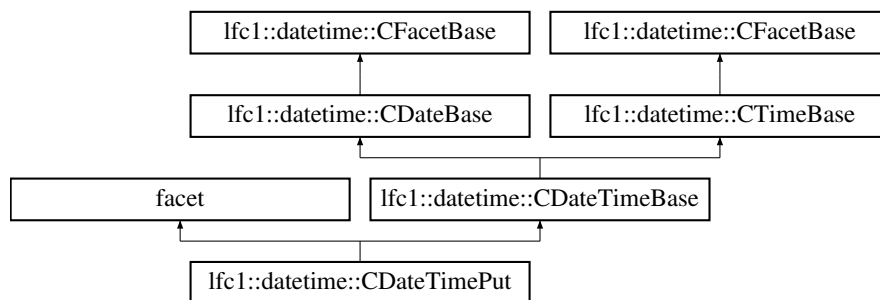 lfc1::datetime::CFacetBase
lfc1::datetime::CFacetBase
lfc1::datetime::CDateBase
lfc1::datetime::CTimeBase
facet
lfc1::datetime::CDateTimeBase
lfc1::datetime::CDateTimePut